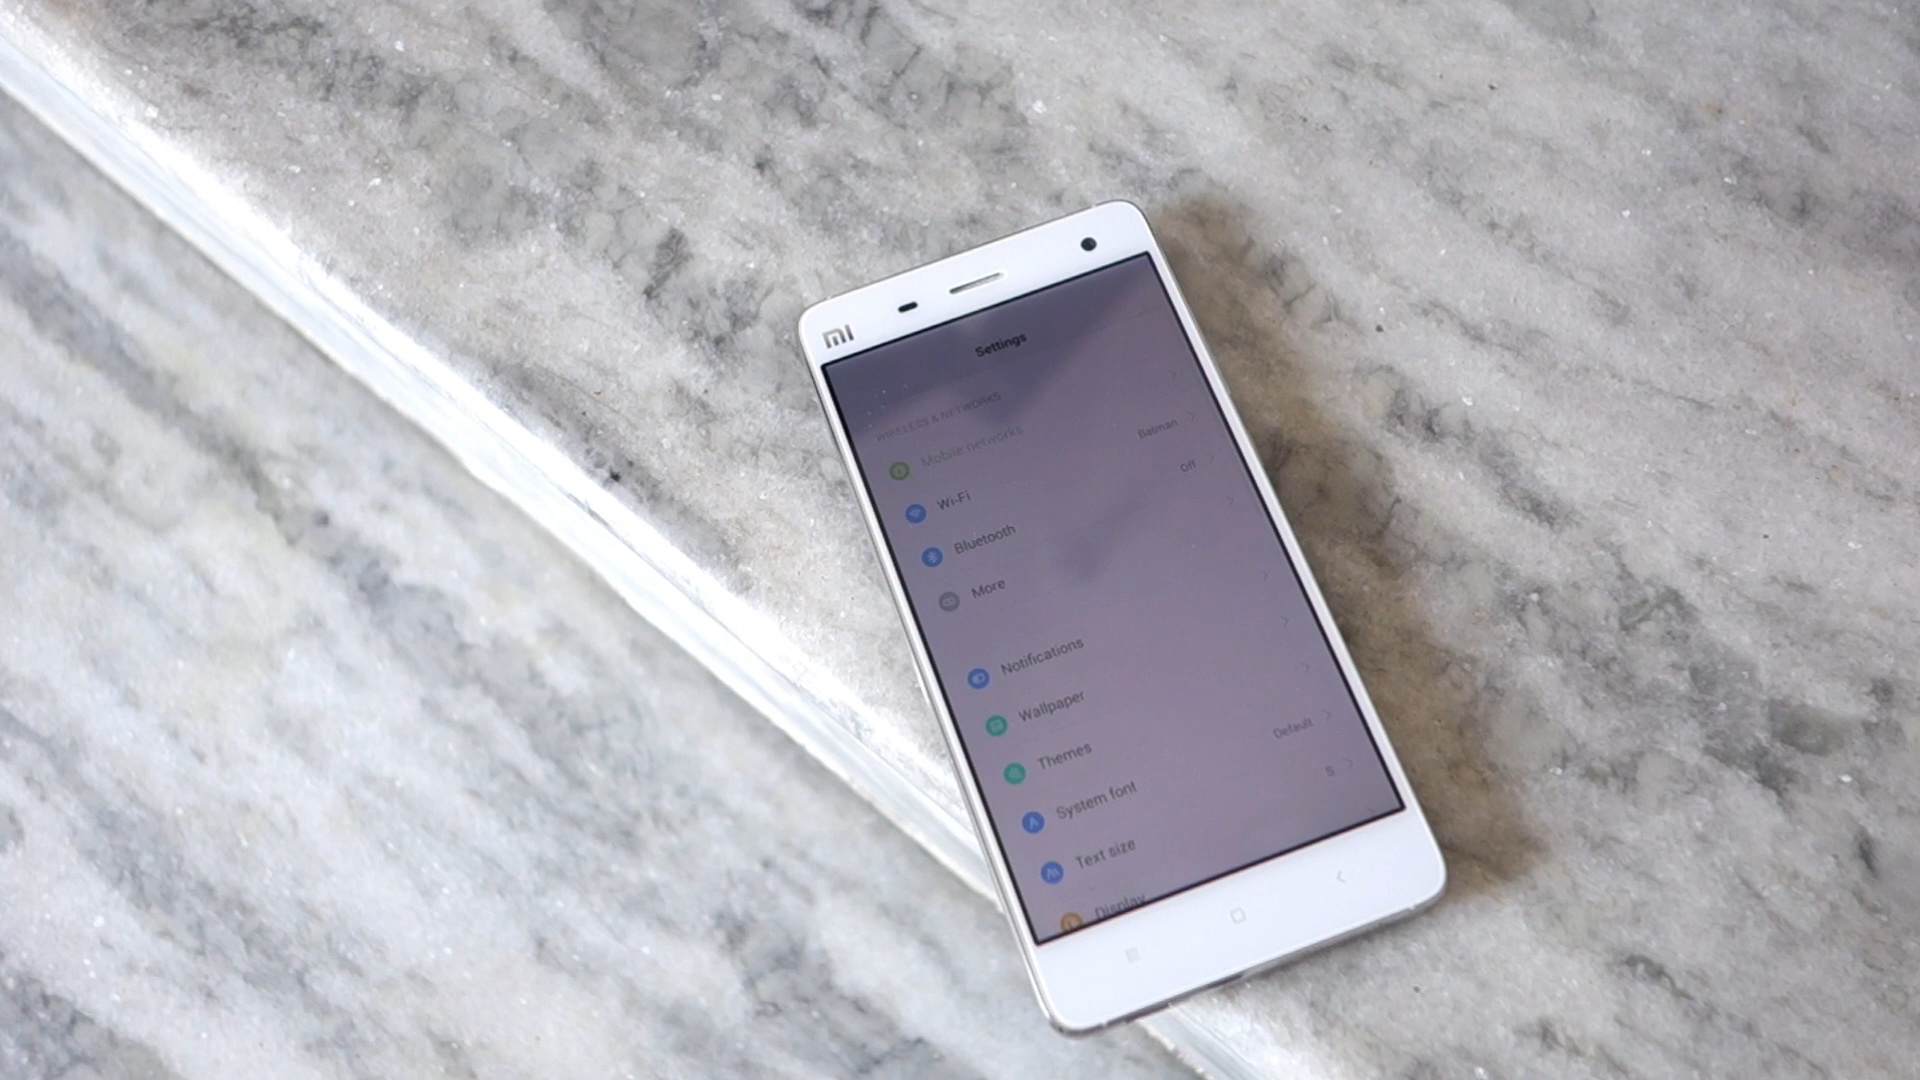 MI
Settings
WIRELESS & NETWORKS
Mobile networks
Wi-Fi Batman
Bluetooth Off
More
Notifications
Wallpaper
Themes
System font Default
Text size S
Display